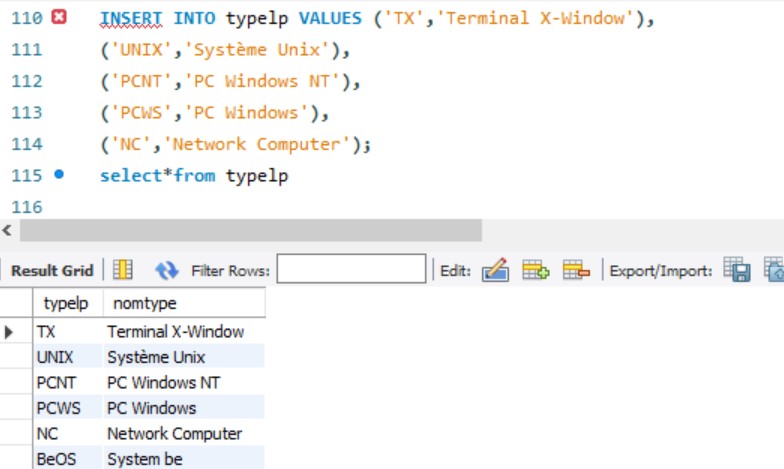 110 INSERT INTO typelp VALUES ('TX','Terminal X-Window'),
111 ('UNIX','Système Unix'),
112 ('PCNT','PC Windows NT'),
113 ('PCWS','PC Windows'),
114 ('NC','Network Computer');
115 select*from typelp
116
Result Grid Filter Rows: Edit: Export/Import:
typelp nomtype
TX Terminal X-Window
UNIX Système Unix
PCNT PC Windows NT
PCWS PC Windows
NC Network Computer
BeOS System be